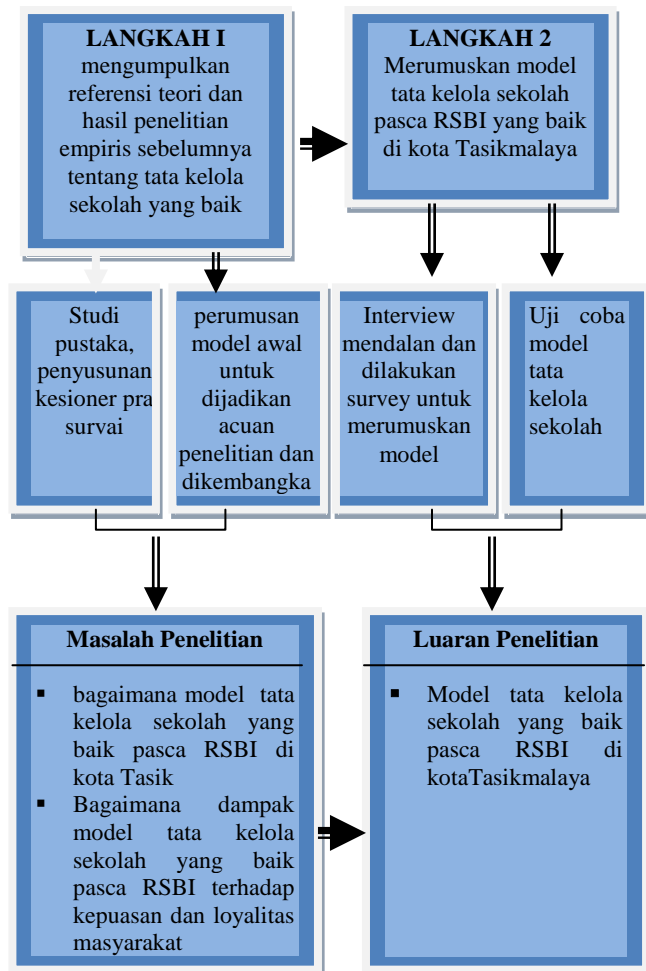 LANGKAH I
mengumpulkan
referensi teori dan
hasil penelitian
empiris sebelumnya
tentang tata kelola
sekolah yang baik
LANGKAH 2
Merumuskan model
tata kelola sekolah
pasca RSBI yang baik
di kota Tasikmalaya
Studi
pustaka,
penyusunan
kesioner pra
survai
perumusan
model awal
untuk
dijadikan
acuan
penelitian dan
dikembangka
Interview
mendalan dan
dilakukan
survey untuk
merumuskan
model
Uji coba
model
tata
kelola
sekolah
Masalah Penelitian
▪ bagaimana model tata
kelola sekolah yang
baik pasca RSBI di
kota Tasik
▪ Bagaimana dampak
model tata kelola
sekolah yang baik
pasca RSBI terhadap
kepuasan dan loyalitas
masyarakat
Luaran Penelitian
▪ Model tata kelola
sekolah yang baik
pasca RSBI di
kotaTasikmalaya